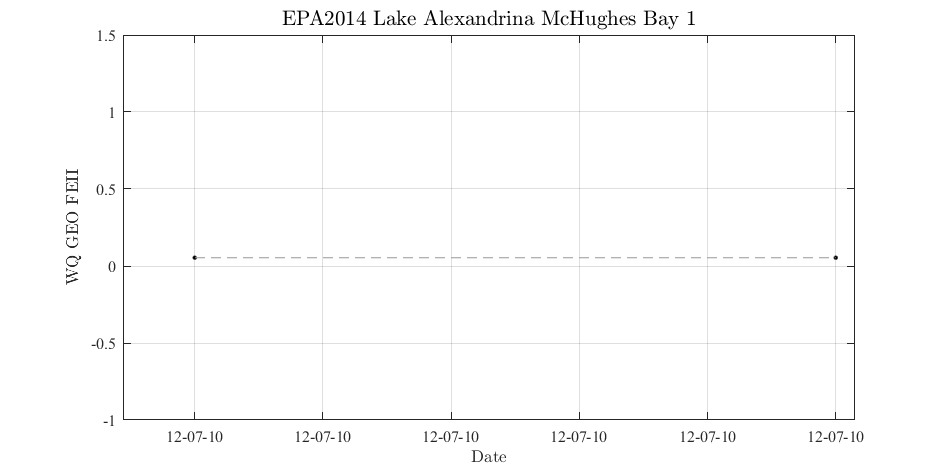 EPA2014 Lake Alexandrina McHughes Bay 1
WQ GEO FEII
1.5
1
0.5
0
-0.5
-1
12-07-10 12-07-10 12-07-10 12-07-10 12-07-10 12-07-10
Date